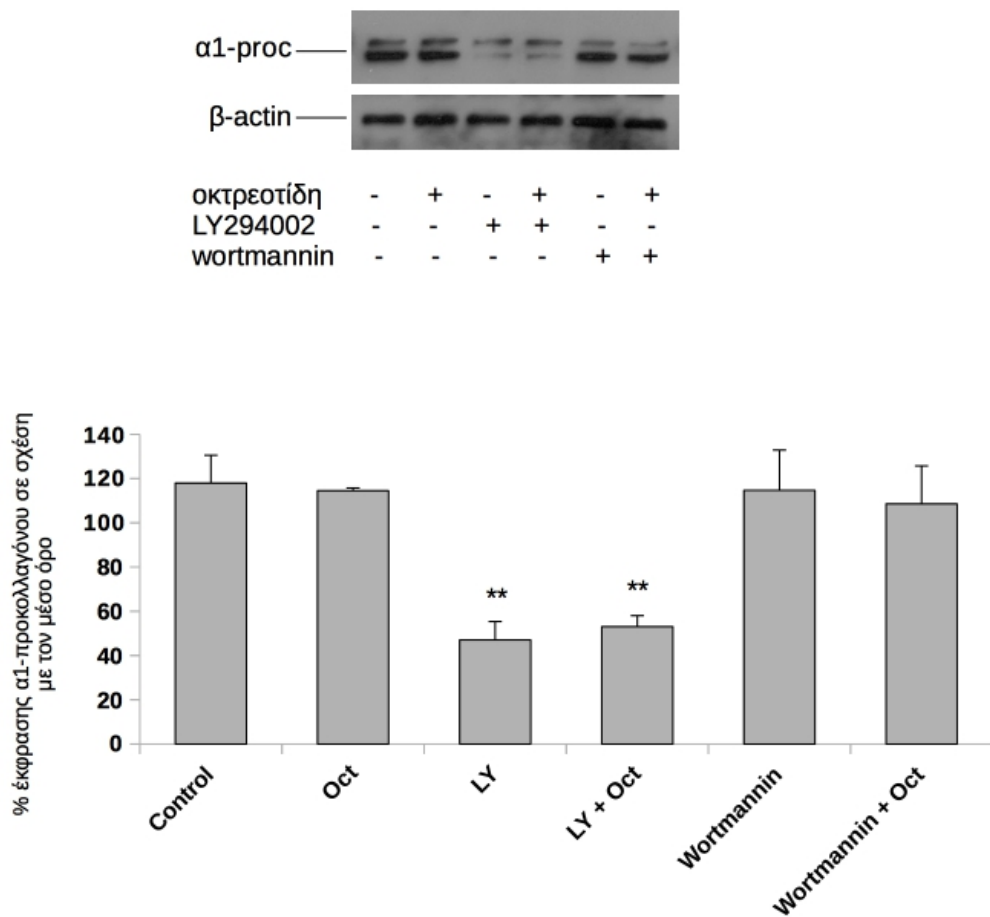 α1-proc
β-actin
οκτρεοτίδη - + - + - +
LY294002 - - + + - -
wortmannin - - - - + +
% έκφρασης α1-προκολλαγόνου σε σχέση
με τον μέσο όρο
140
120
100
80
60
40
20
0
**
**
Control
Oct
LY
LY + Oct
Wortmannin
Wortmannin + Oct